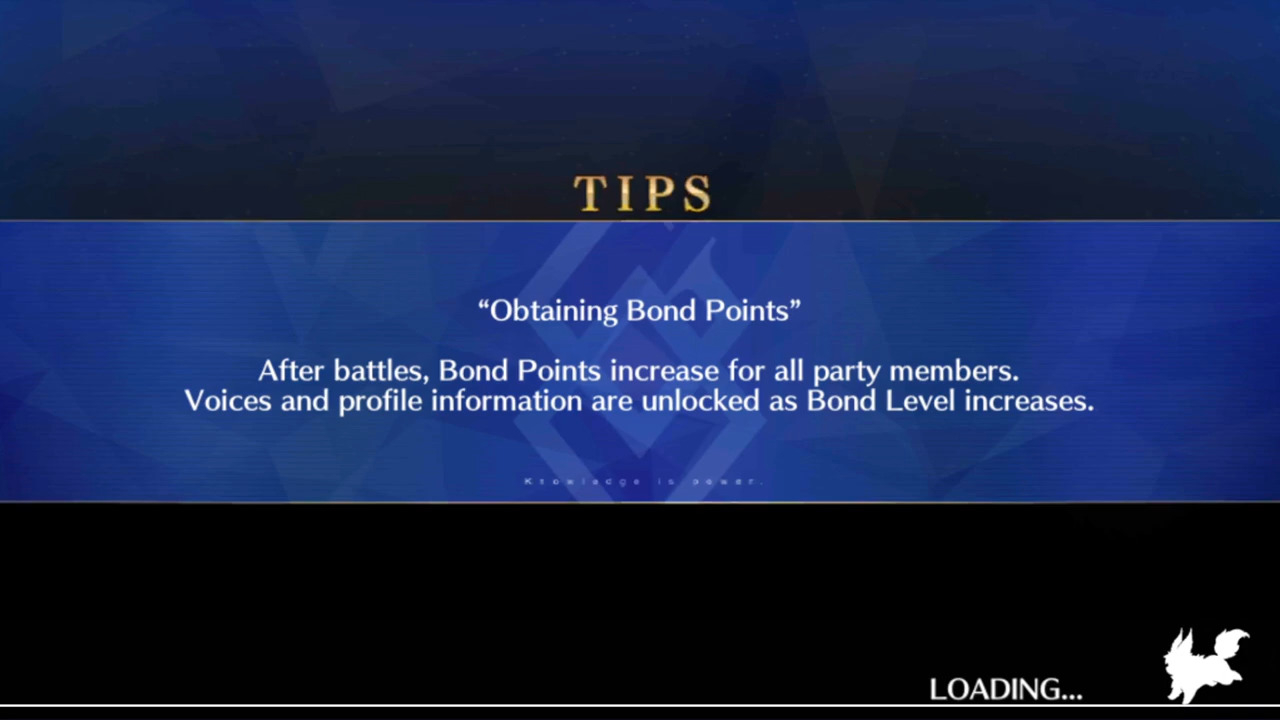 TIPS
“Obtaining Bond Points”
After battles, Bond Points increase for all party members.
Voices and profile information are unlocked as Bond Level increases.
Knowledge is power.
LOADING...